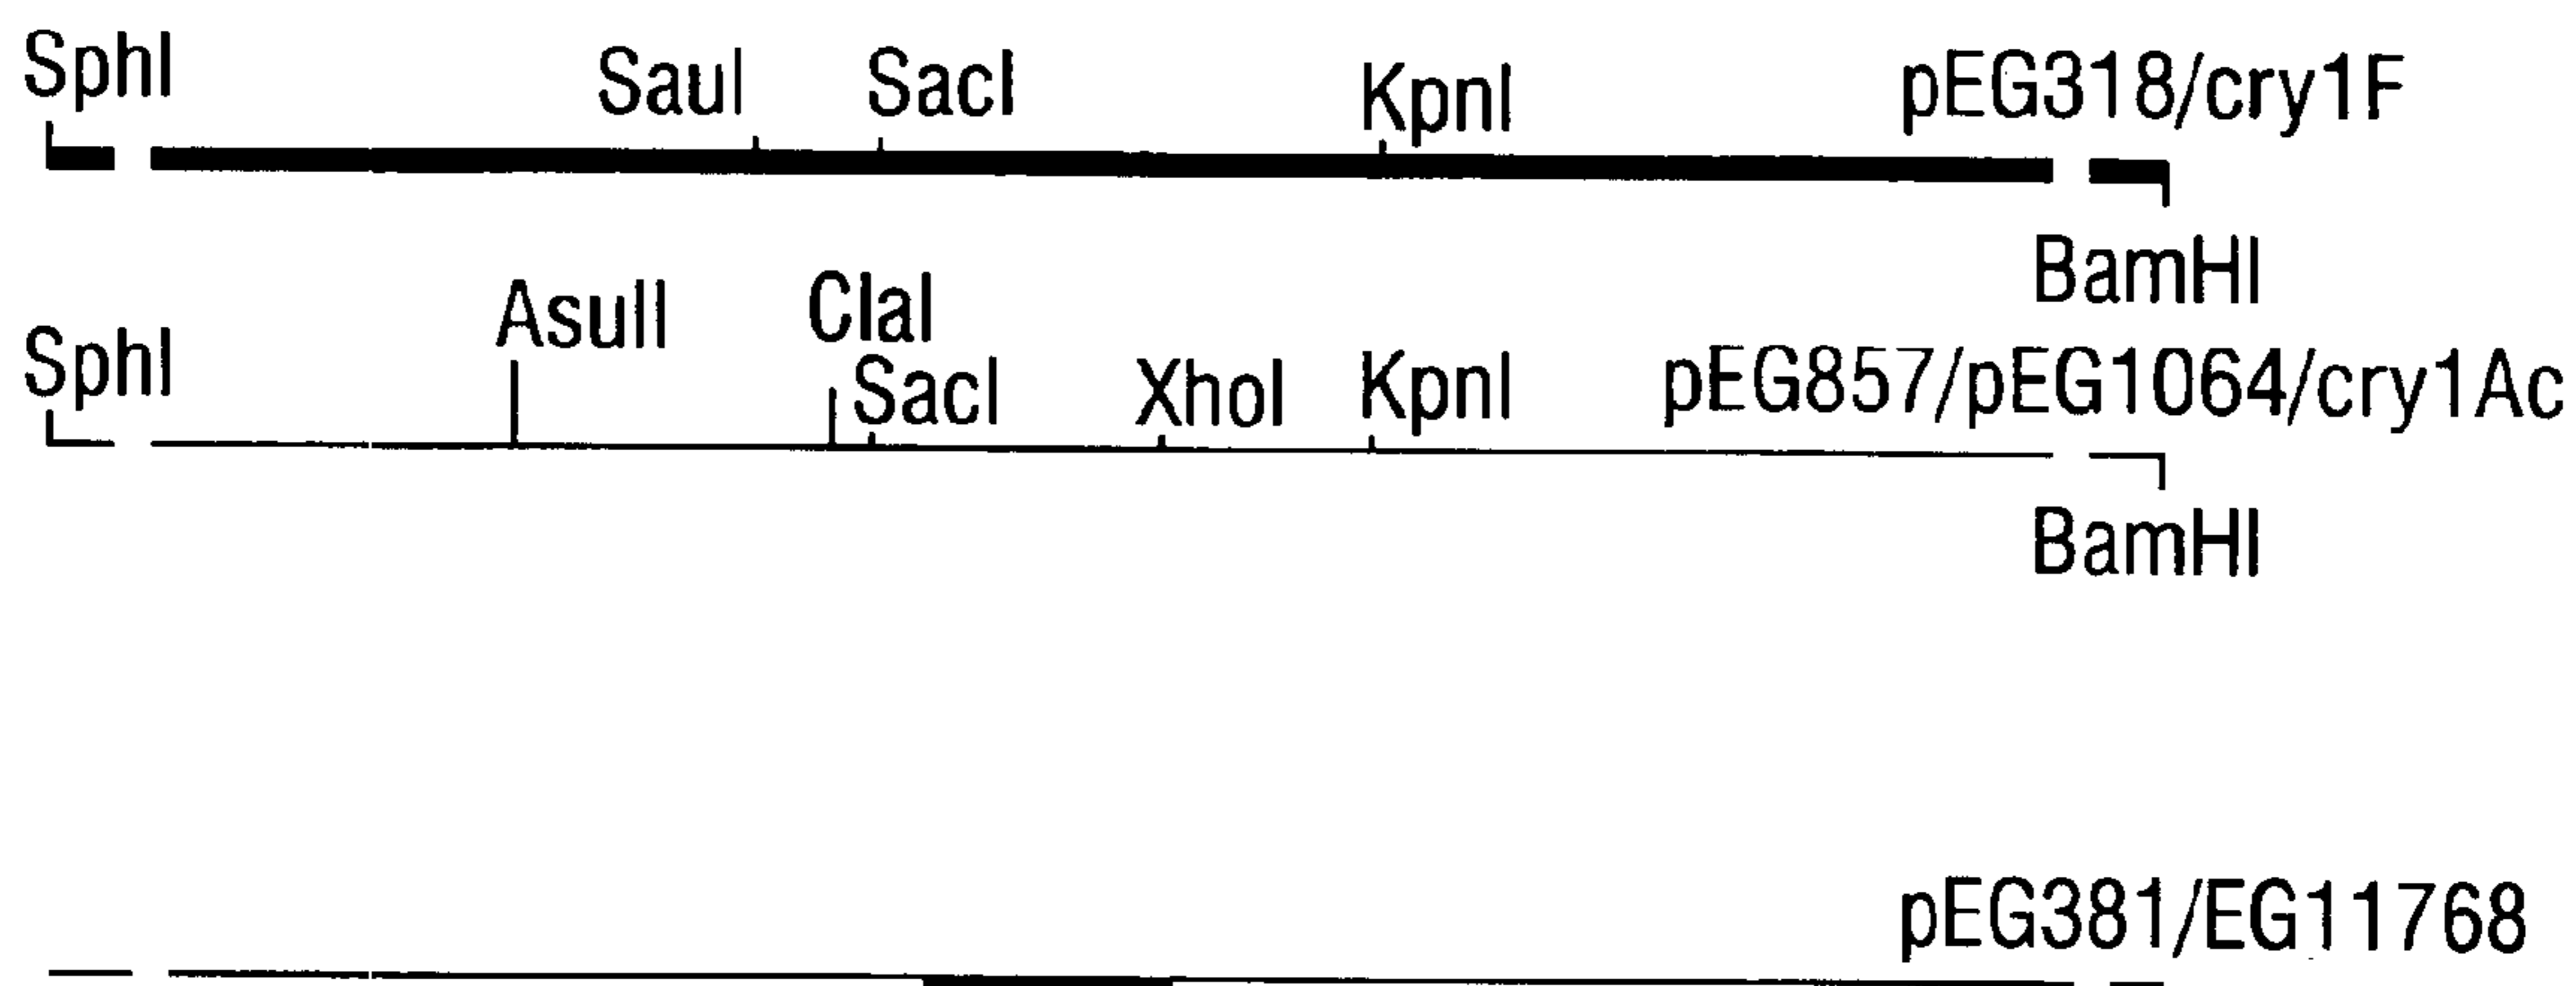 SphI SauI SacI KpnI pEG318/cry1F
BamHI
AsuII ClaI
SphI SacI XhoI KpnI pEG857/pEG1064/cry1Ac
BamHI
pEG381/EG11768